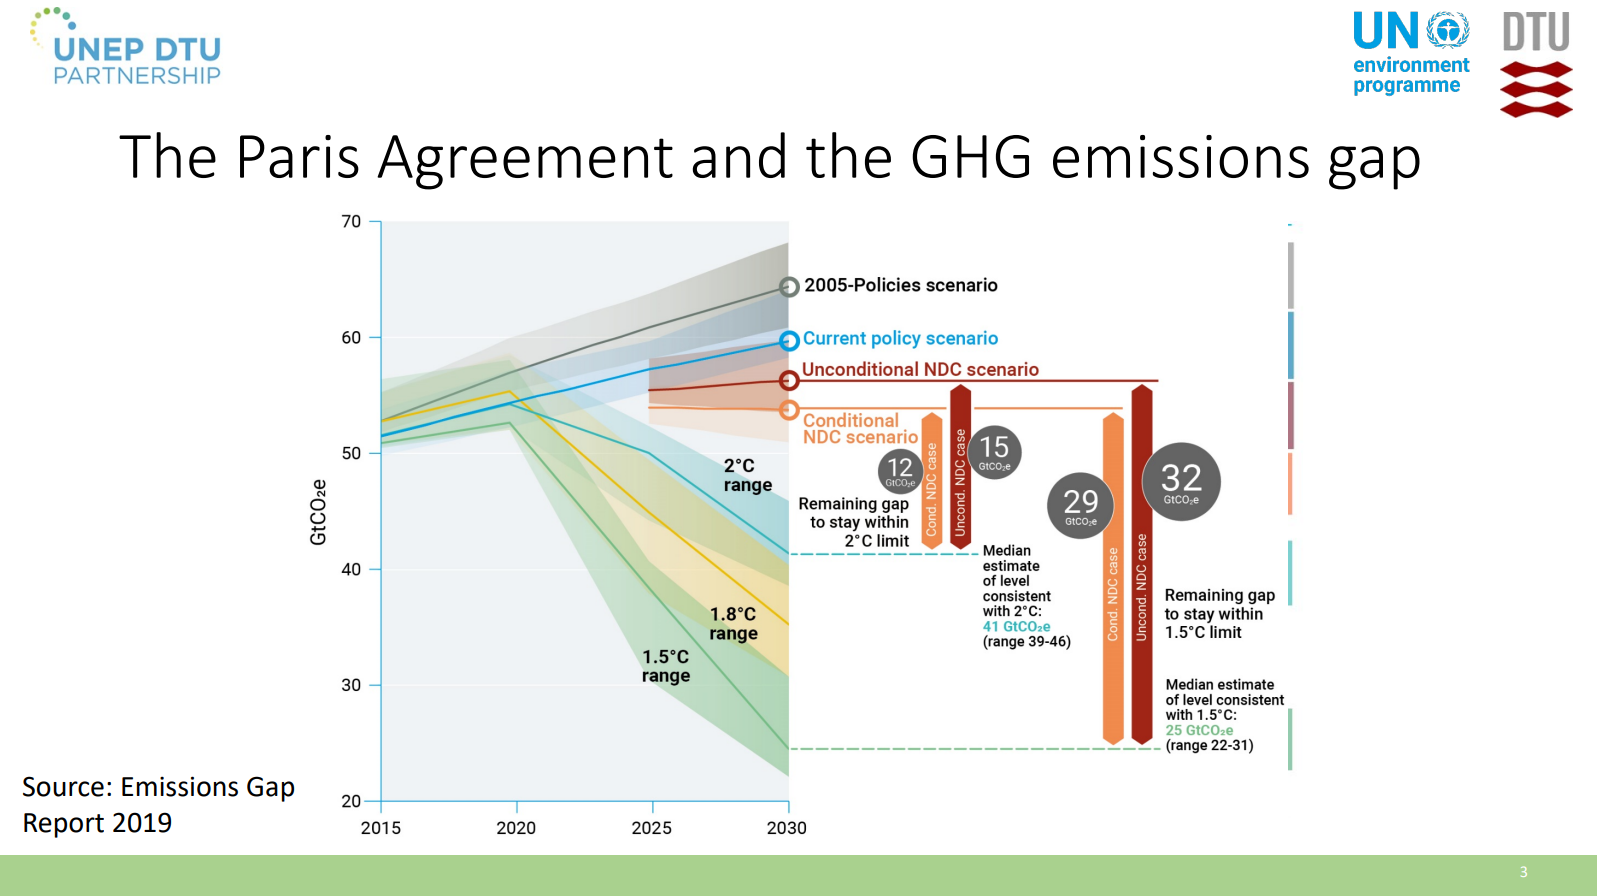 UNEP DTU
PARTNERSHIP
UN
environment
programme
DTU
The Paris Agreement and the GHG emissions gap
70
60
50
40
30
20
GtCO₂e
2015
2020
2025
2030
2005-Policies scenario
Current policy scenario
Unconditional NDC scenario
Conditional
NDC scenario
2°C
range
1.8°C
range
1.5°C
range
12
GtCO₂e
15
GtCO₂e
Cond. NDC case
Uncond. NDC case
Remaining gap
to stay within
2°C limit
Median
estimate
of level
consistent
with 2°C:
41 GtCO₂e
(range 39-46)
29
GtCO₂e
32
GtCO₂e
Cond. NDC case
Uncond. NDC case
Remaining gap
to stay within
1.5°C limit
Median estimate
of level consistent
with 1.5°C:
25 GtCO₂e
(range 22-31)
Source: Emissions Gap
Report 2019
3